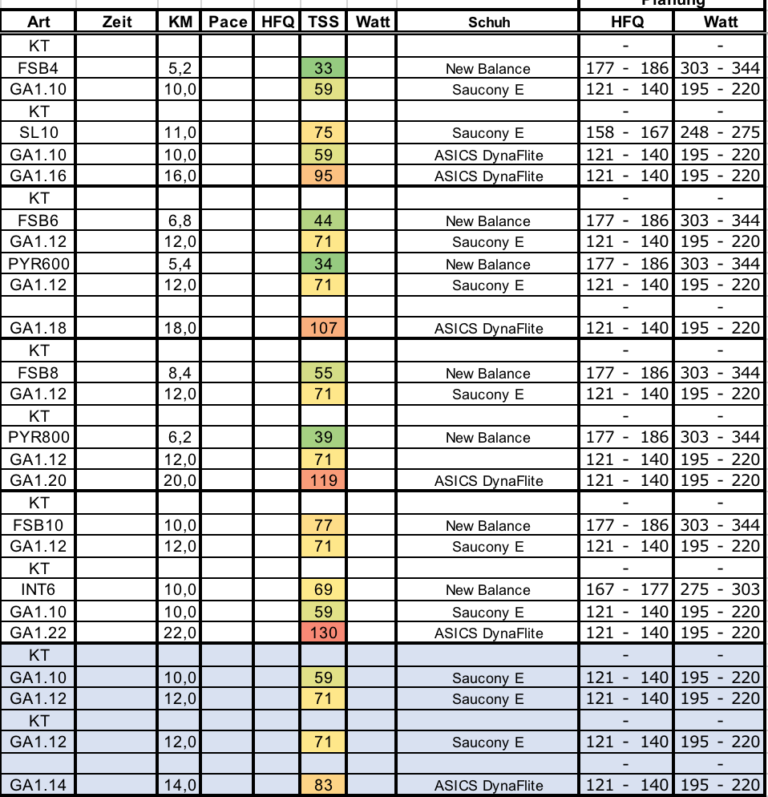 Planung
Art Zeit KM Pace HFQ TSS Watt Schuh HFQ Watt
KT - -
FSB4 5,2 33 New Balance 177 - 186 303 - 344
GA1.10 10,0 59 Saucony E 121 - 140 195 - 220
KT - -
SL10 11,0 75 Saucony E 158 - 167 248 - 275
GA1.10 10,0 59 ASICS DynaFlite 121 - 140 195 - 220
GA1.16 16,0 95 ASICS DynaFlite 121 - 140 195 - 220
KT - -
FSB6 6,8 44 New Balance 177 - 186 303 - 344
GA1.12 12,0 71 Saucony E 121 - 140 195 - 220
PYR600 5,4 34 New Balance 177 - 186 303 - 344
GA1.12 12,0 71 Saucony E 121 - 140 195 - 220
- -
GA1.18 18,0 107 ASICS DynaFlite 121 - 140 195 - 220
KT - -
FSB8 8,4 55 New Balance 177 - 186 303 - 344
GA1.12 12,0 71 Saucony E 121 - 140 195 - 220
KT - -
PYR800 6,2 39 New Balance 177 - 186 303 - 344
GA1.12 12,0 71 121 - 140 195 - 220
GA1.20 20,0 119 ASICS DynaFlite 121 - 140 195 - 220
KT - -
FSB10 10,0 77 New Balance 177 - 186 303 - 344
GA1.12 12,0 71 Saucony E 121 - 140 195 - 220
KT - -
INT6 10,0 69 New Balance 167 - 177 275 - 303
GA1.10 10,0 59 Saucony E 121 - 140 195 - 220
GA1.22 22,0 130 ASICS DynaFlite 121 - 140 195 - 220
KT - -
GA1.10 10,0 59 Saucony E 121 - 140 195 - 220
GA1.12 12,0 71 Saucony E 121 - 140 195 - 220
KT - -
GA1.12 12,0 71 Saucony E 121 - 140 195 - 220
- -
GA1.14 14,0 83 ASICS DynaFlite 121 - 140 195 - 220